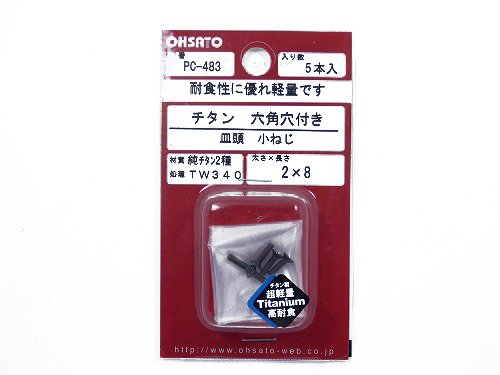 OHSATO
品番 PC-483 入り数 5本入
耐食性に優れ軽量です
チタン 六角穴付き
皿頭 小ねじ
材質 純チタン2種 太さ×長さ
処理 TW340 2×8
チタン製
超軽量
Titanium
高耐食
http://www.ohsato-web.co.jp